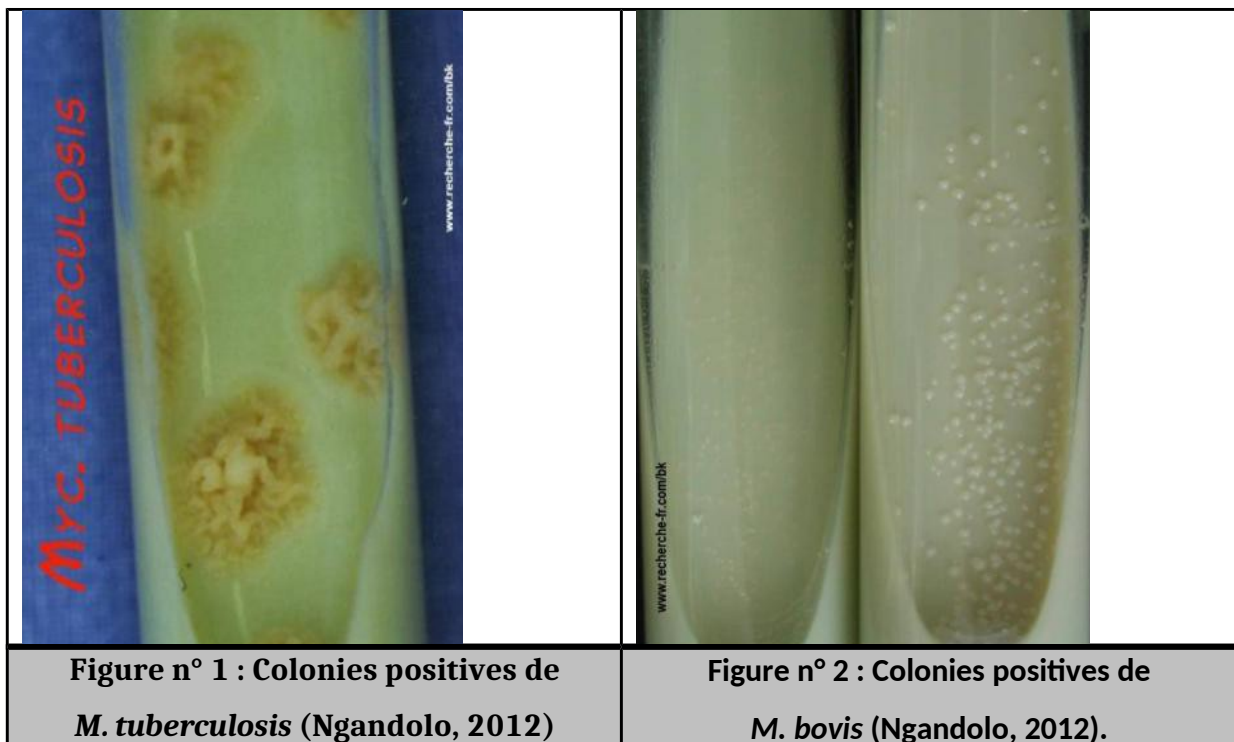 MYC. TUBERCULOSIS
www.recherche-fr.com/bk
www.recherche-fr.com/bk
Figure n° 1 : Colonies positives de
M. tuberculosis (Ngandolo, 2012)
Figure n° 2 : Colonies positives de
M. bovis (Ngandolo, 2012).